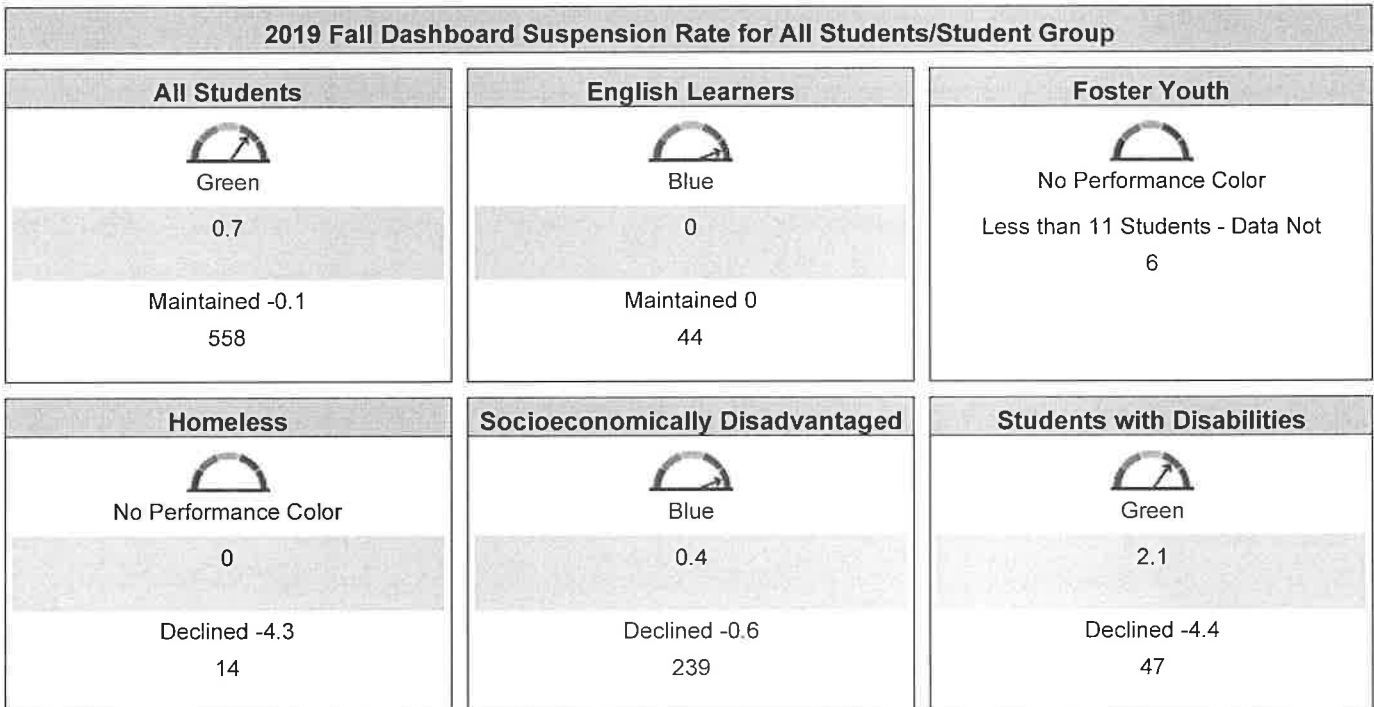 2019 Fall Dashboard Suspension Rate for All Students/Student Group
All Students
Green
0.7
Maintained -0.1
558
English Learners
Blue
0
Maintained 0
44
Foster Youth
No Performance Color
Less than 11 Students - Data Not
6
Homeless
No Performance Color
0
Declined -4.3
14
Socioeconomically Disadvantaged
Blue
0.4
Declined -0.6
239
Students with Disabilities
Green
2.1
Declined -4.4
47